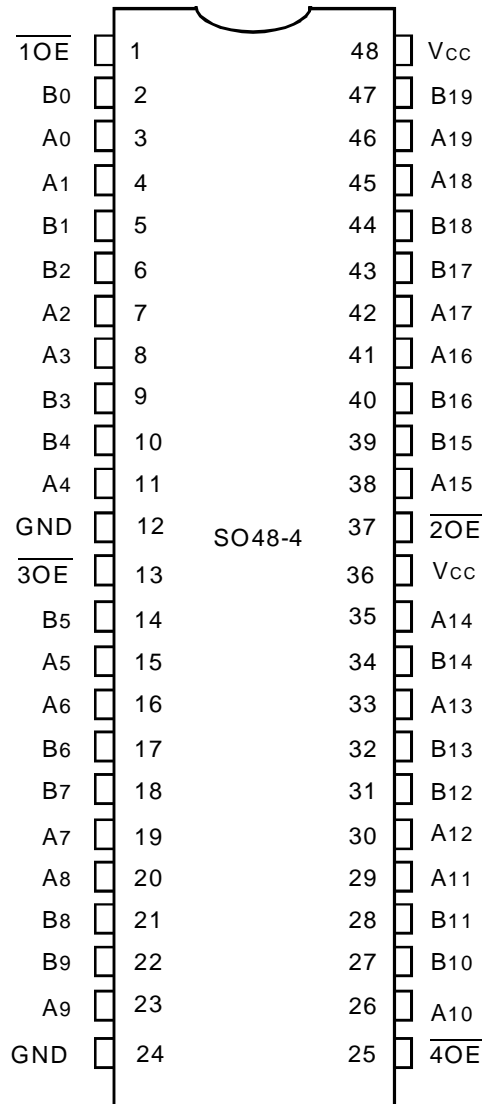 1OE 1 48 Vcc
B0 2 47 B19
A0 3 46 A19
A1 4 45 A18
B1 5 44 B18
B2 6 43 B17
A2 7 42 A17
A3 8 41 A16
B3 9 40 B16
B4 10 39 B15
A4 11 38 A15
GND 12 SO48-4 37 2OE
3OE 13 36 Vcc
B5 14 35 A14
A5 15 34 B14
A6 16 33 A13
B6 17 32 B13
B7 18 31 B12
A7 19 30 A12
A8 20 29 A11
B8 21 28 B11
B9 22 27 B10
A9 23 26 A10
GND 24 25 4OE